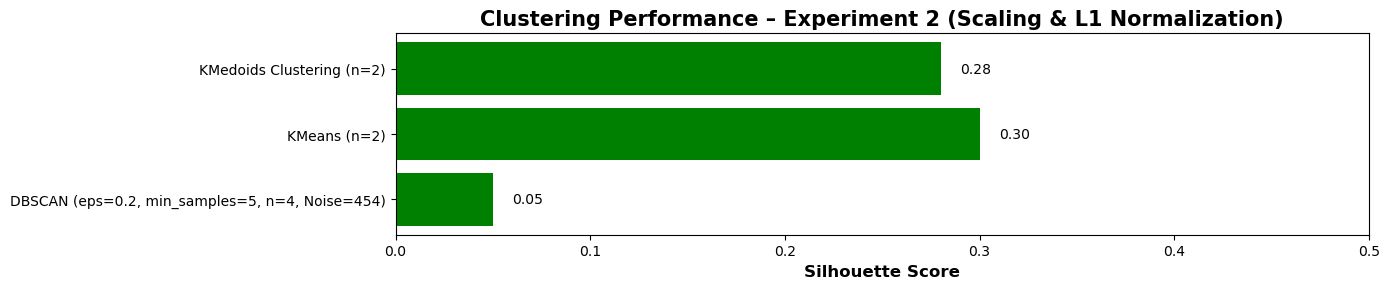 Clustering Performance – Experiment 2 (Scaling & L1 Normalization)
KMedoids Clustering (n=2)
0.28
KMeans (n=2)
0.30
DBSCAN (eps=0.2, min_samples=5, n=4, Noise=454)
0.05
0.0 0.1 0.2 0.3 0.4 0.5
Silhouette Score